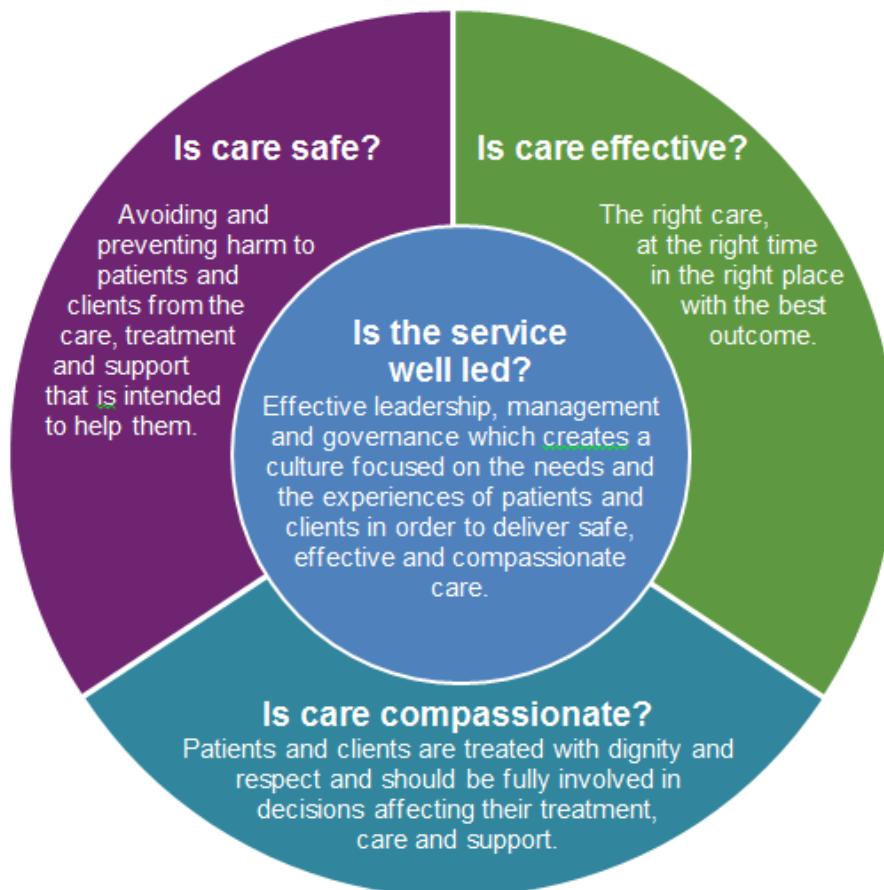 Is care safe?
Avoiding and
preventing harm to
patients and
clients from the
care, treatment
and support
that is intended
to help them.
Is care effective?
The right care,
at the right time
in the right place
with the best
outcome.
Is the service
well led?
Effective leadership, management
and governance which creates a
culture focused on the needs and
the experiences of patients and
clients in order to deliver safe,
effective and compassionate
care.
Is care compassionate?
Patients and clients are treated with dignity and
respect and should be fully involved in
decisions affecting their treatment,
care and support.